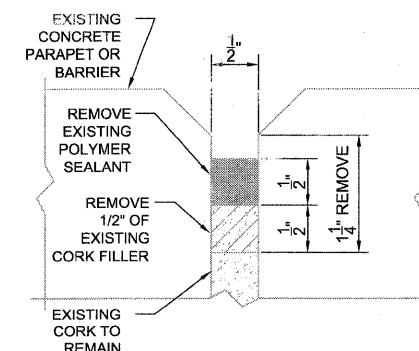 EXISTING
CONCRETE
PARAPET OR
BARRIER
1/2"
REMOVE
EXISTING
POLYMER
SEALANT
REMOVE
1/2" OF
EXISTING
CORK FILLER
1/2"
1/2"
1 1/4" REMOVE
EXISTING
CORK TO
REMAIN